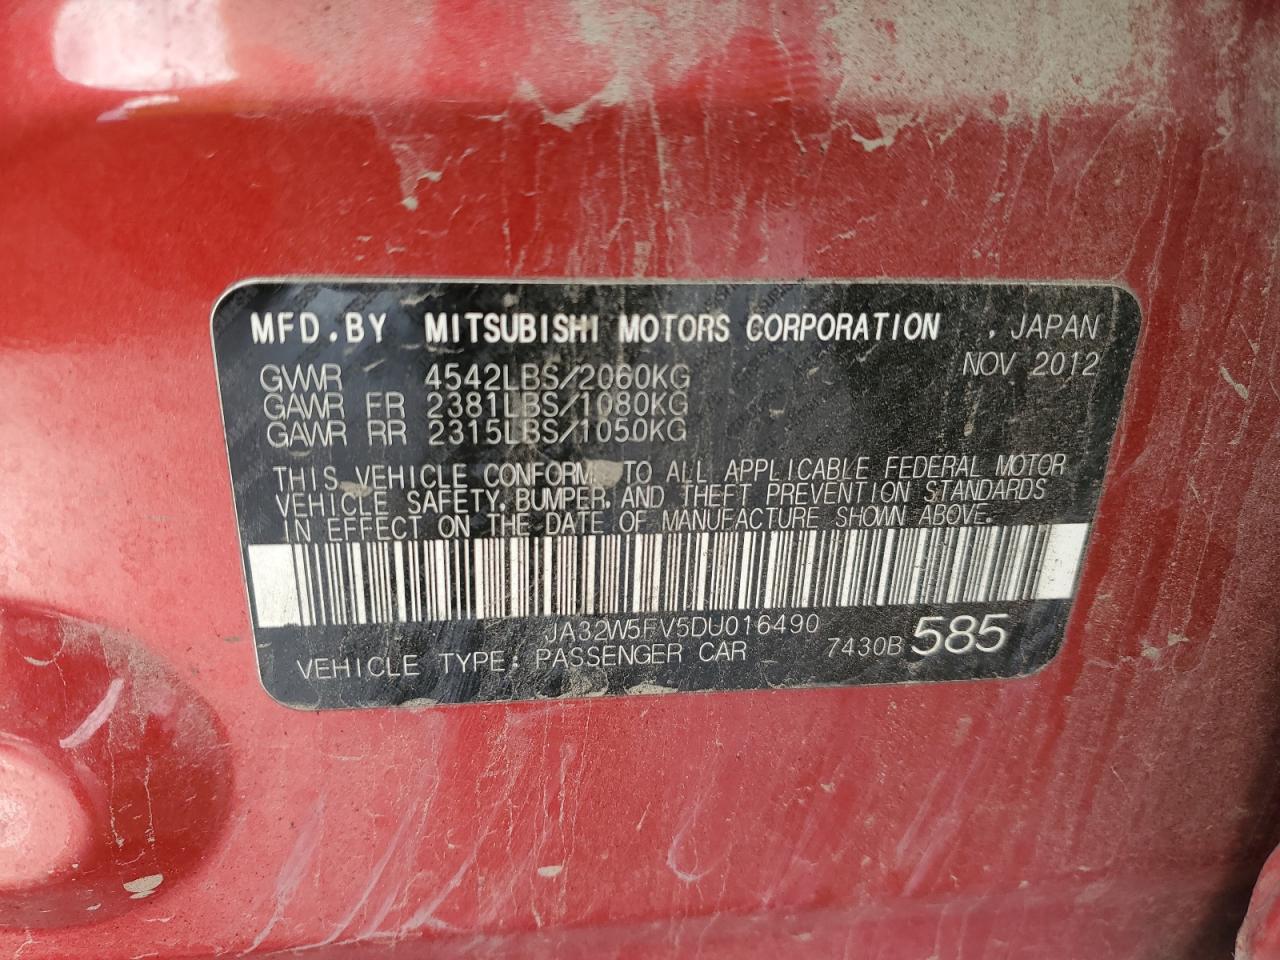 MFD.BY MITSUBISHI MOTORS CORPORATION . JAPAN
NOV 2012
GVWR 4542LBS/2060KG
GAWR FR 2381LBS/1080KG
GAWR RR 2315LBS/1050KG
THIS VEHICLE CONFORM TO ALL APPLICABLE FEDERAL MOTOR
VEHICLE SAFETY, BUMPER, AND THEFT PREVENTION STANDARDS
IN EFFECT ON THE DATE OF MANUFACTURE SHOWN ABOVE.
JA32W5FV5DU016490
VEHICLE TYPE: PASSENGER CAR 7430B 585